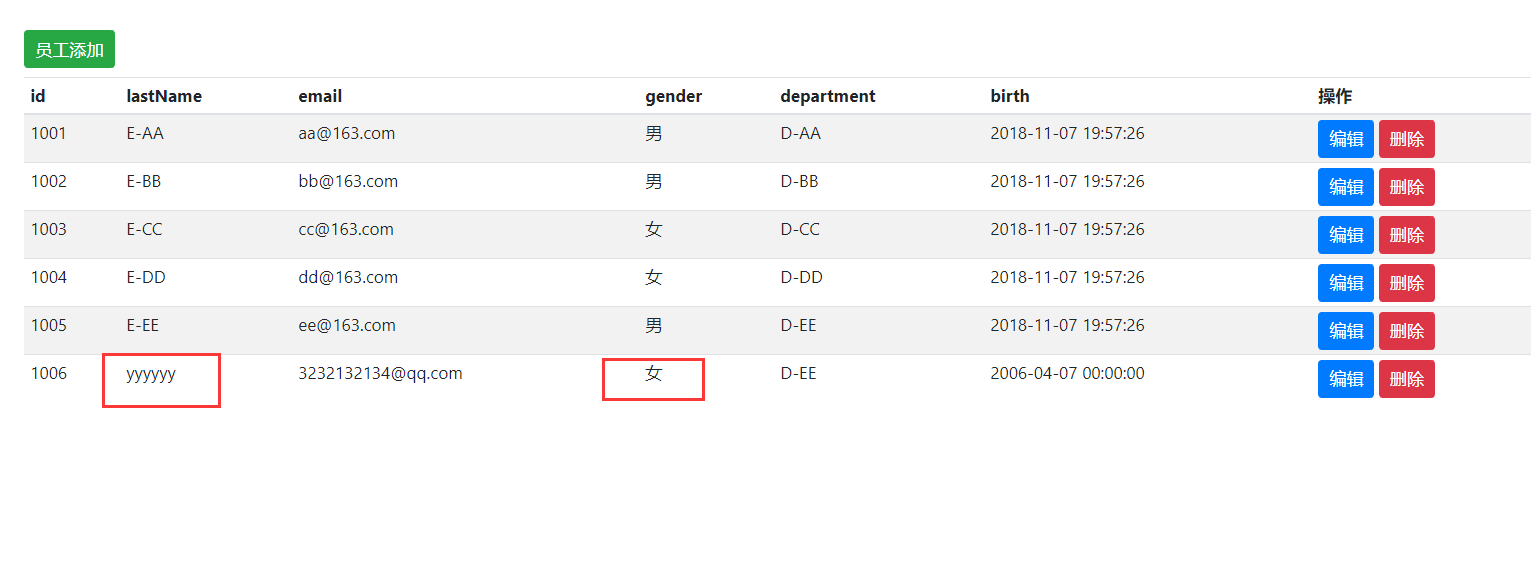 员工添加
id lastName email gender department birth 操作
1001 E-AA aa@163.com 男 D-AA 2018-11-07 19:57:26 编辑 删除
1002 E-BB bb@163.com 男 D-BB 2018-11-07 19:57:26 编辑 删除
1003 E-CC cc@163.com 女 D-CC 2018-11-07 19:57:26 编辑 删除
1004 E-DD dd@163.com 女 D-DD 2018-11-07 19:57:26 编辑 删除
1005 E-EE ee@163.com 男 D-EE 2018-11-07 19:57:26 编辑 删除
1006 yyyyyy 3232132134@qq.com 女 D-EE 2006-04-07 00:00:00 编辑 删除